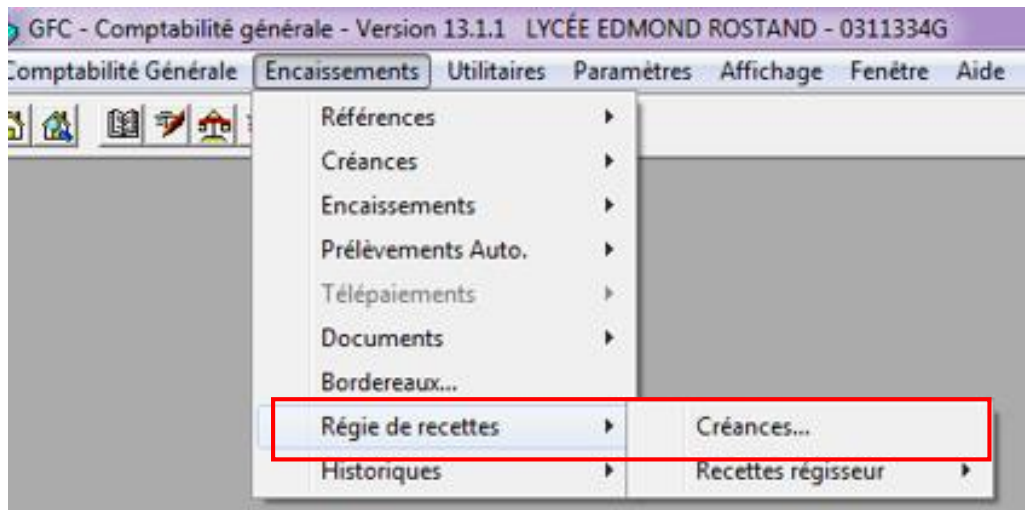 GFC - Comptabilité générale - Version 13.1.1 LYCÉE EDMOND ROSTAND - 0311334G
Comptabilité Générale Encaissements Utilitaires Paramètres Affichage Fenêtre Aide
Références
Créances
Encaissements
Prélèvements Auto.
Télépaiements
Documents
Bordereaux...
Régie de recettes Créances...
Historiques Recettes régisseur